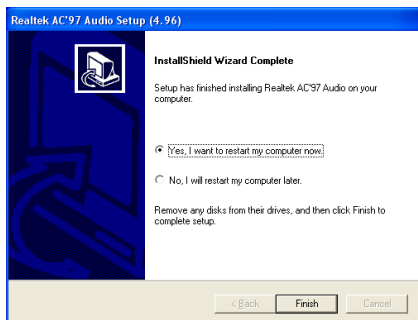 Realtek AC'97 Audio Setup (4.96)
InstallShield Wizard Complete
Setup has finished installing Realtek AC'97 Audio on your
computer.
Yes, I want to restart my computer now.
No, I will restart my computer later.
Remove any disks from their drives, and then click Finish to
complete setup.
< Back
Finish
Cancel